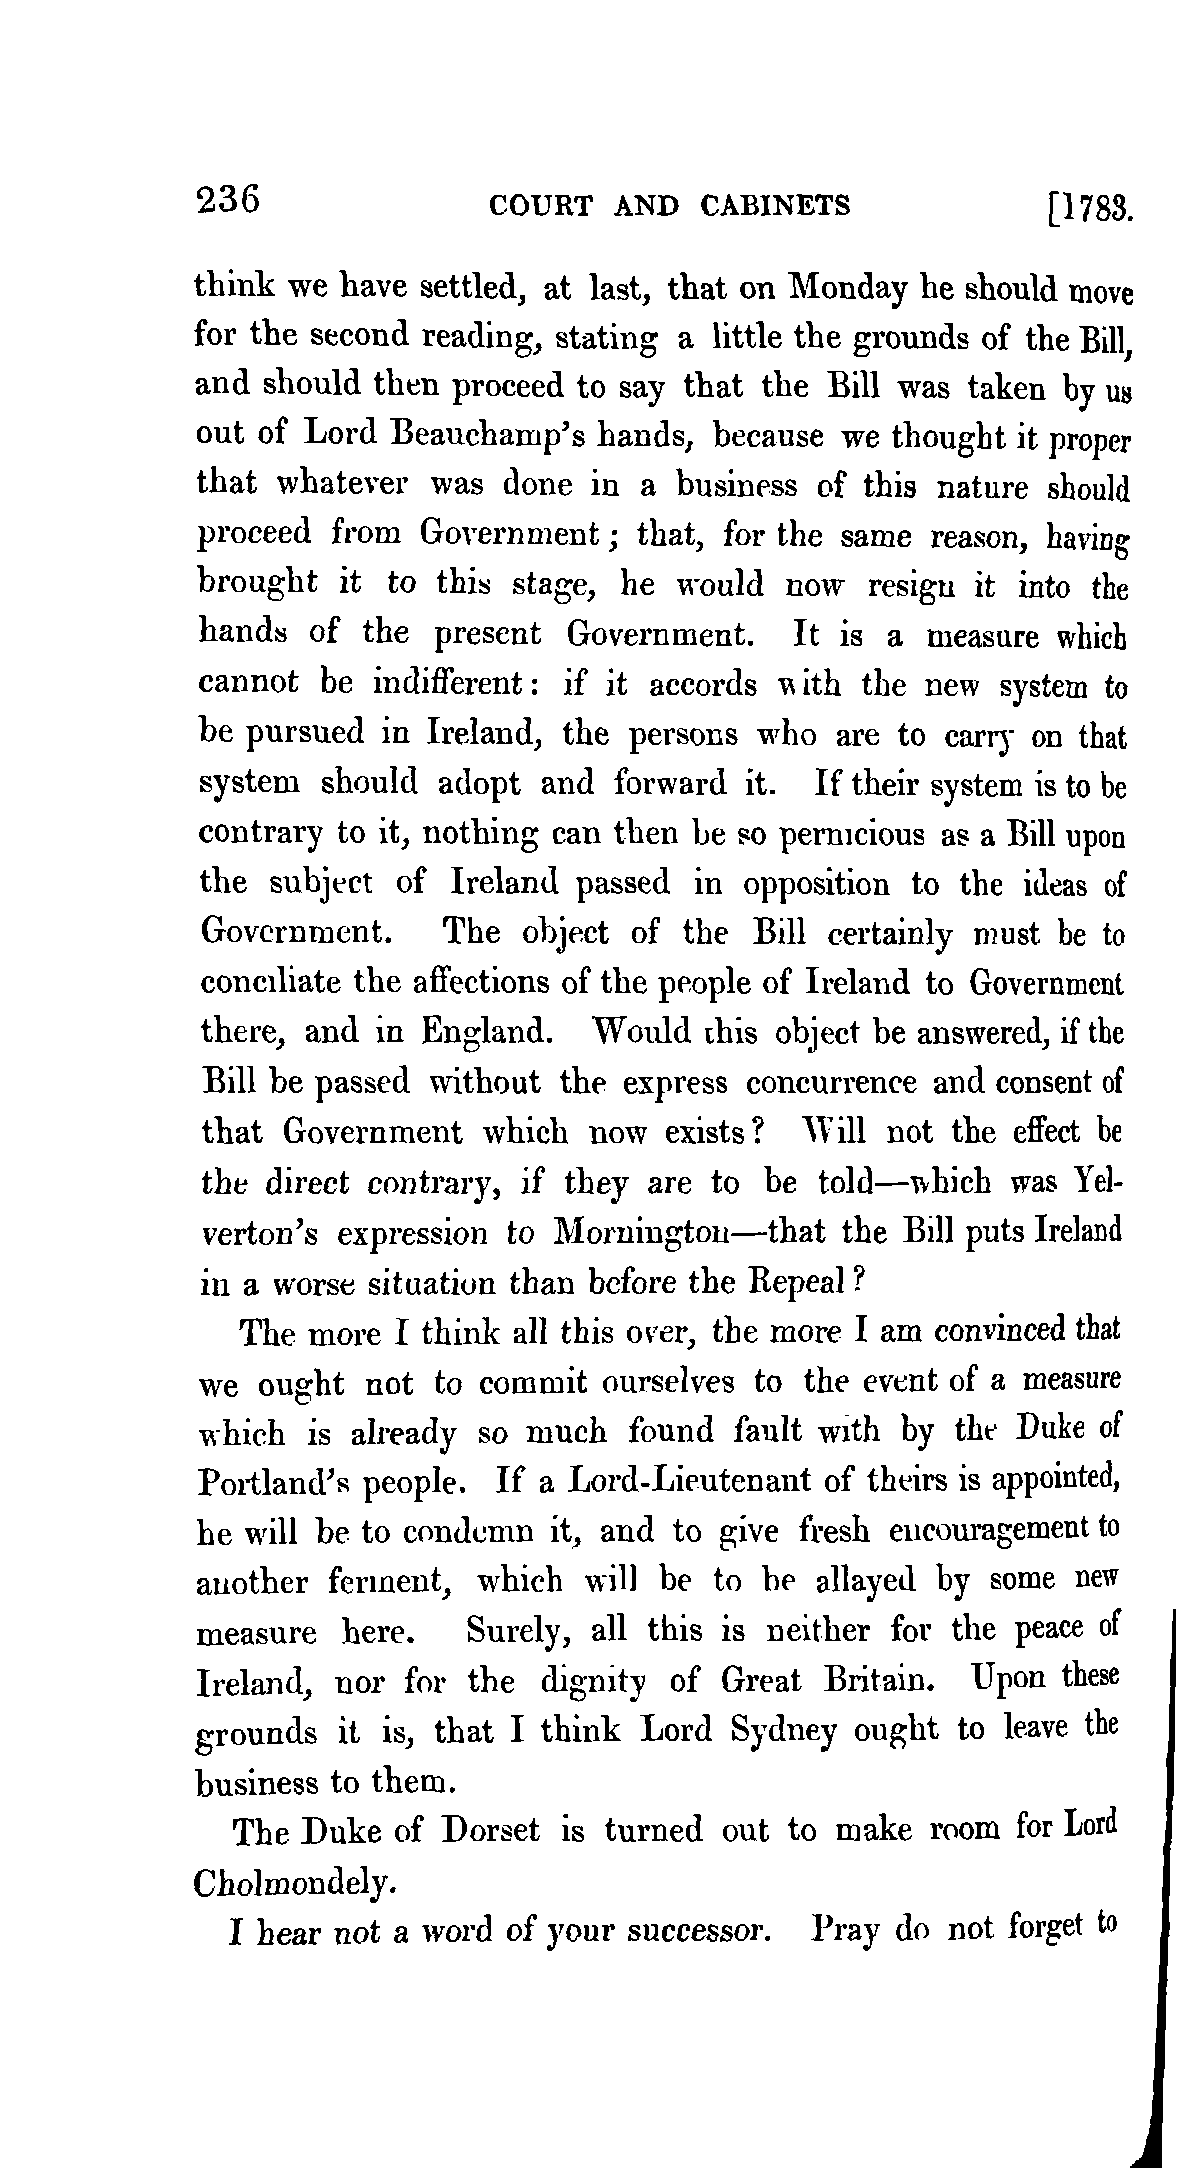 236 COURT AND CABINETS [1783.
think we have settled, at last, that on Monday he should move
for the second reading, stating a little the grounds of the Bill,
and should then proceed to say that the Bill was taken by us
out of Lord Beauchamp's hands, because we thought it proper
that whatever was done in a business of this nature should
proceed from Government; that, for the same reason, having
brought it to this stage, he would now resign it into the
hands of the present Government. It is a measure which
cannot be indifferent: if it accords with the new system to
be pursued in Ireland, the persons who are to carry on that
system should adopt and forward it. If their system is to be
contrary to it, nothing can then be so pernicious as a Bill upon
the subject of Ireland passed in opposition to the ideas of
Government. The object of the Bill certainly must be to
conciliate the affections of the people of Ireland to Government
there, and in England. Would this object be answered, if the
Bill be passed without the express concurrence and consent of
that Government which now exists? Will not the effect be
the direct contrary, if they are to be told—which was Yel-
verton's expression to Mornington—that the Bill puts Ireland
in a worse situation than before the Repeal?
The more I think all this over, the more I am convinced that
we ought not to commit ourselves to the event of a measure
which is already so much found fault with by the Duke of
Portland's people. If a Lord-Lieutenant of theirs is appointed,
he will be to condemn it, and to give fresh encouragement to
another ferment, which will be to be allayed by some new
measure here. Surely, all this is neither for the peace of
Ireland, nor for the dignity of Great Britain. Upon these
grounds it is, that I think Lord Sydney ought to leave the
business to them.
The Duke of Dorset is turned out to make room for Lord
Cholmondely.
I hear not a word of your successor. Pray do not forget to